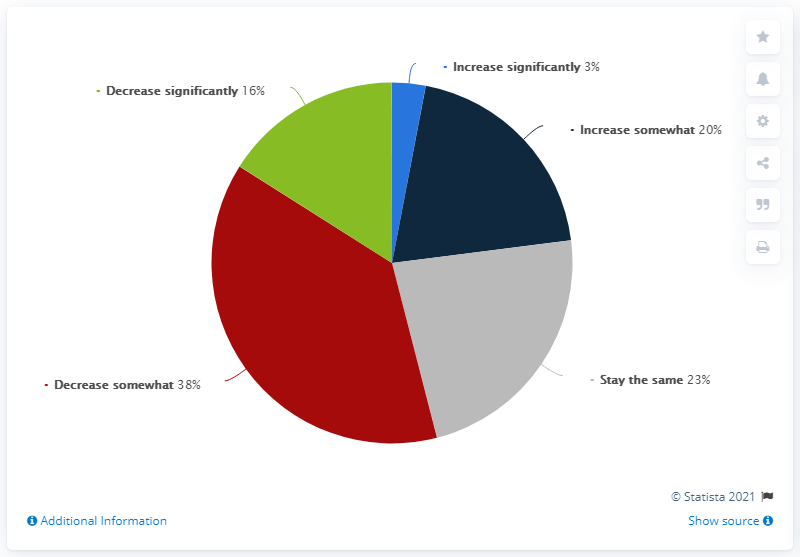 Increase significantly 3%
Decrease significantly 16%
Increase somewhat 20%
Stay the same 23%
Decrease somewhat 38%
© Statista 2021
Additional Information
Show source